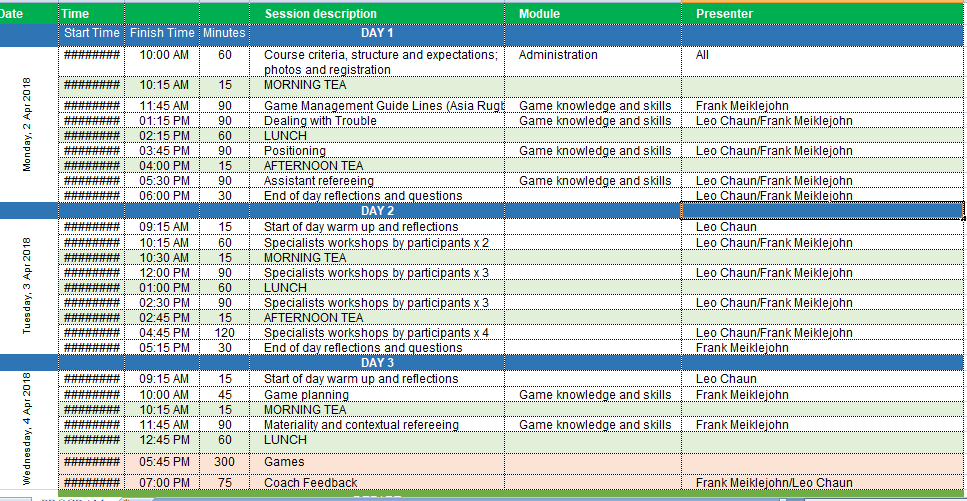 Date Time Session description Module Presenter
Start Time Finish Time Minutes DAY 1
Monday, 2 Apr 2018
######## 10:00 AM 60 Course criteria, structure and expectations; Administration All
photos and registration
######## 10:15 AM 15 MORNING TEA
######## 11:45 AM 90 Game Management Guide Lines (Asia Rugb Game knowledge and skills Frank Meiklejohn
######## 01:15 PM 90 Dealing with Trouble Game knowledge and skills Leo Chaun/Frank Meiklejohn
######## 02:15 PM 60 LUNCH
######## 03:45 PM 90 Positioning Game knowledge and skills Leo Chaun/Frank Meiklejohn
######## 04:00 PM 15 AFTERNOON TEA
######## 05:30 PM 90 Assistant refereeing Game knowledge and skills Leo Chaun/Frank Meiklejohn
######## 06:00 PM 30 End of day reflections and questions Leo Chaun/Frank Meiklejohn
DAY 2
Tuesday, 3 Apr 2018
######## 09:15 AM 15 Start of day warm up and reflections Leo Chaun
######## 10:15 AM 60 Specialists workshops by participants x 2 Leo Chaun/Frank Meiklejohn
######## 10:30 AM 15 MORNING TEA
######## 12:00 PM 90 Specialists workshops by participants x 3 Leo Chaun/Frank Meiklejohn
######## 01:00 PM 60 LUNCH
######## 02:30 PM 90 Specialists workshops by participants x 3 Leo Chaun/Frank Meiklejohn
######## 02:45 PM 15 AFTERNOON TEA
######## 04:45 PM 120 Specialists workshops by participants x 4 Leo Chaun/Frank Meiklejohn
######## 05:15 PM 30 End of day reflections and questions Frank Meiklejohn
DAY 3
Wednesday, 4 Apr 2018
######## 09:15 AM 15 Start of day warm up and reflections Leo Chaun
######## 10:00 AM 45 Game planning Game knowledge and skills Frank Meiklejohn
######## 10:15 AM 15 MORNING TEA
######## 11:45 AM 90 Materiality and contextual refereeing Game knowledge and skills Frank Meiklejohn
######## 12:45 PM 60 LUNCH
######## 05:45 PM 300 Games
######## 07:00 PM 75 Coach Feedback Frank Meiklejohn/Leo Chaun